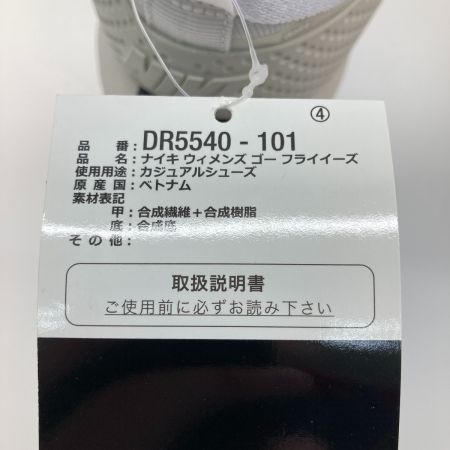 ④
品番:DR5540-101
品名:ナイキ ウィメンズ ゴー フライイーズ
使用用途:カジュアルシューズ
原産国:ベトナム
素材表記
甲:合成繊維+合成樹脂
底:合成底
その他:
取扱説明書
ご使用前に必ずお読み下さい